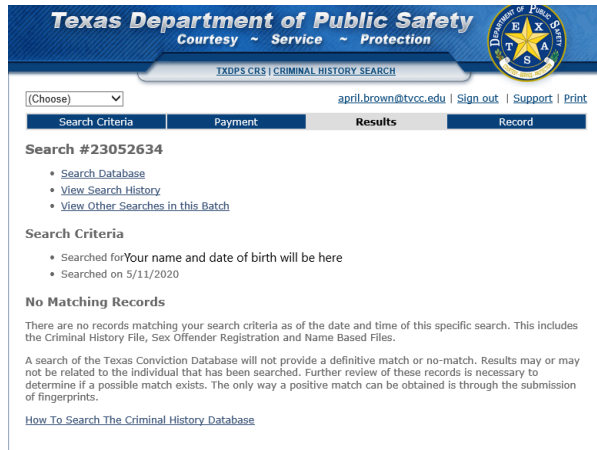 Texas Department of Public Safety
Courtesy ~ Service ~ Protection
DEPARTMENT OF PUBLIC SAFETY
TEXAS
TXDPS CRS | CRIMINAL HISTORY SEARCH
(Choose) april.brown@tvcc.edu | Sign out | Support | Print
Search Criteria Payment Results Record
Search #23052634
• Search Database
• View Search History
• View Other Searches in this Batch
Search Criteria
• Searched forYour name and date of birth will be here
• Searched on 5/11/2020
No Matching Records
There are no records matching your search criteria as of the date and time of this specific search. This includes
the Criminal History File, Sex Offender Registration and Name Based Files.
A search of the Texas Conviction Database will not provide a definitive match or no-match. Results may or may
not be related to the individual that has been searched. Further review of these records is necessary to
determine if a possible match exists. The only way a positive match can be obtained is through the submission
of fingerprints.
How To Search The Criminal History Database